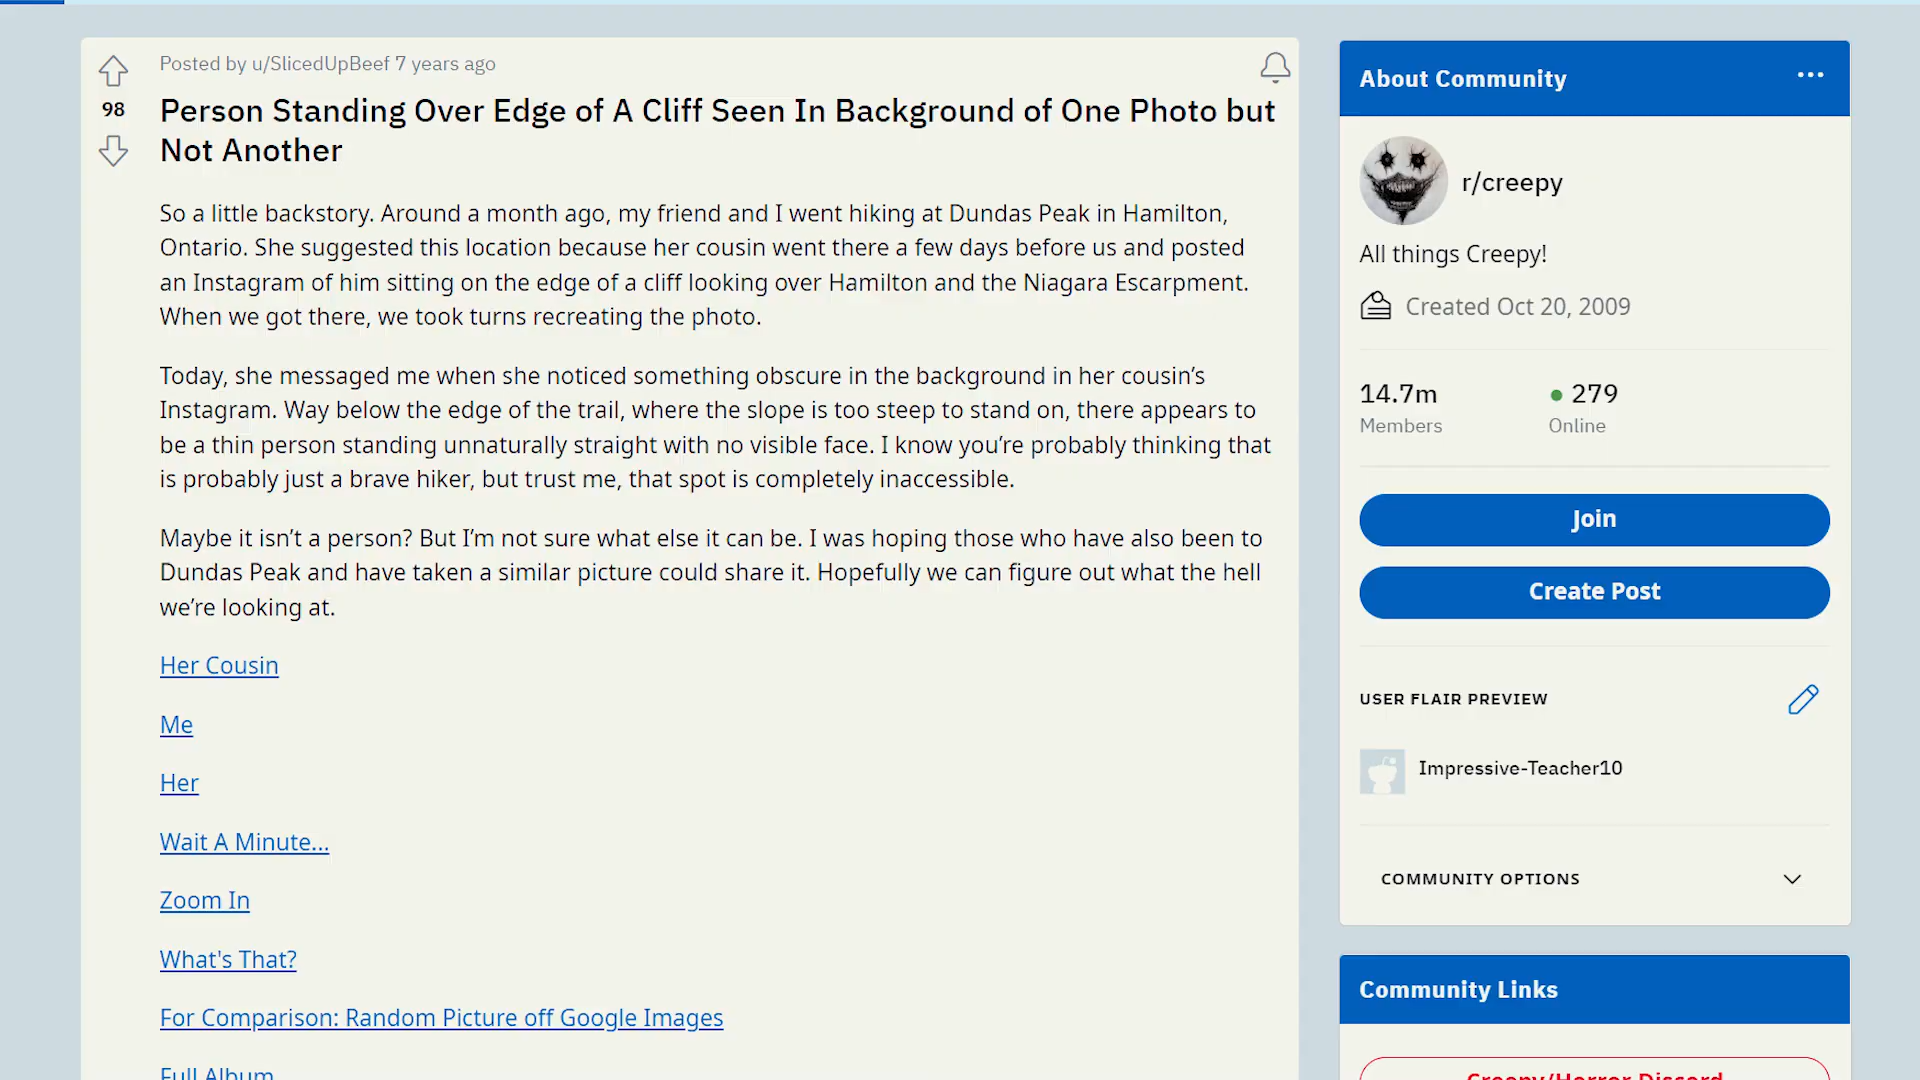 Posted by u/SlicedUpBeef 7 years ago
98
Person Standing Over Edge of A Cliff Seen In Background of One Photo but
Not Another
So a little backstory. Around a month ago, my friend and I went hiking at Dundas Peak in Hamilton,
Ontario. She suggested this location because her cousin went there a few days before us and posted
an Instagram of him sitting on the edge of a cliff looking over Hamilton and the Niagara Escarpment.
When we got there, we took turns recreating the photo.
Today, she messaged me when she noticed something obscure in the background in her cousin’s
Instagram. Way below the edge of the trail, where the slope is too steep to stand on, there appears to
be a thin person standing unnaturally straight with no visible face. I know you’re probably thinking that
is probably just a brave hiker, but trust me, that spot is completely inaccessible.
Maybe it isn’t a person? But I’m not sure what else it can be. I was hoping those who have also been to
Dundas Peak and have taken a similar picture could share it. Hopefully we can figure out what the hell
we’re looking at.
Her Cousin
Me
Her
Wait A Minute...
Zoom In
What's That?
For Comparison: Random Picture off Google Images
Full Album
About Community
r/creepy
All things Creepy!
Created Oct 20, 2009
14.7m
Members
279
Online
Join
Create Post
USER FLAIR PREVIEW
Impressive-Teacher10
COMMUNITY OPTIONS
Community Links
Creepy/Horror Discord